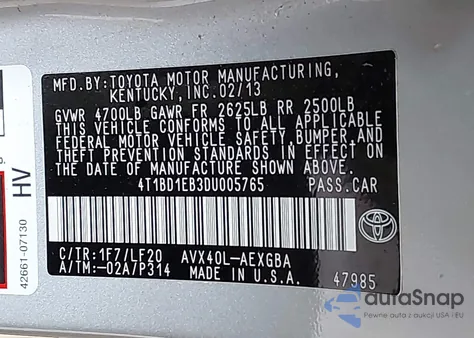 MFD.BY:TOYOTA MOTOR MANUFACTURING,
KENTUCKY, INC.02/13
GVWR 4700LB GAWR FR 2625LB RR 2500LB
THIS VEHICLE CONFORMS TO ALL APPLICABLE
FEDERAL MOTOR VEHICLE SAFETY, BUMPER, AND
THEFT PREVENTION STANDARDS IN EFFECT ON
THE DATE OF MANUFACTURE SHOWN ABOVE.
4T1BD1EB3DU005765 PASS.CAR
C/TR:1F7/LF20 AVX40L-AEXGBA
A/TM:-02A/P314 MADE IN U.S.A.
47985
TOYOTA
HV
42661-07130
autaSnap
Pewne auta z aukcji USA i EU